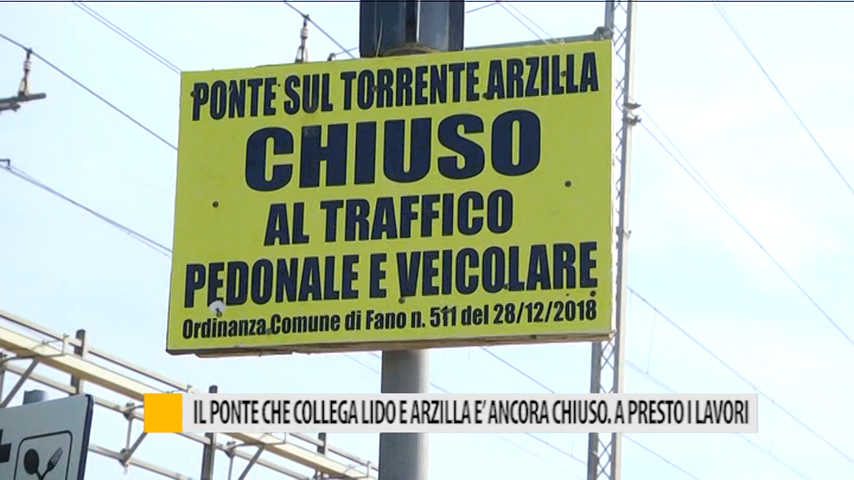 PONTE SUL TORRENTE ARZILLA
CHIUSO
AL TRAFFICO
PEDONALE E VEICOLARE
Ordinanza Comune di Fano n. 511 del 28/12/2018
IL PONTE CHE COLLEGA LIDO E ARZILLA E' ANCORA CHIUSO. A PRESTO I LAVORI